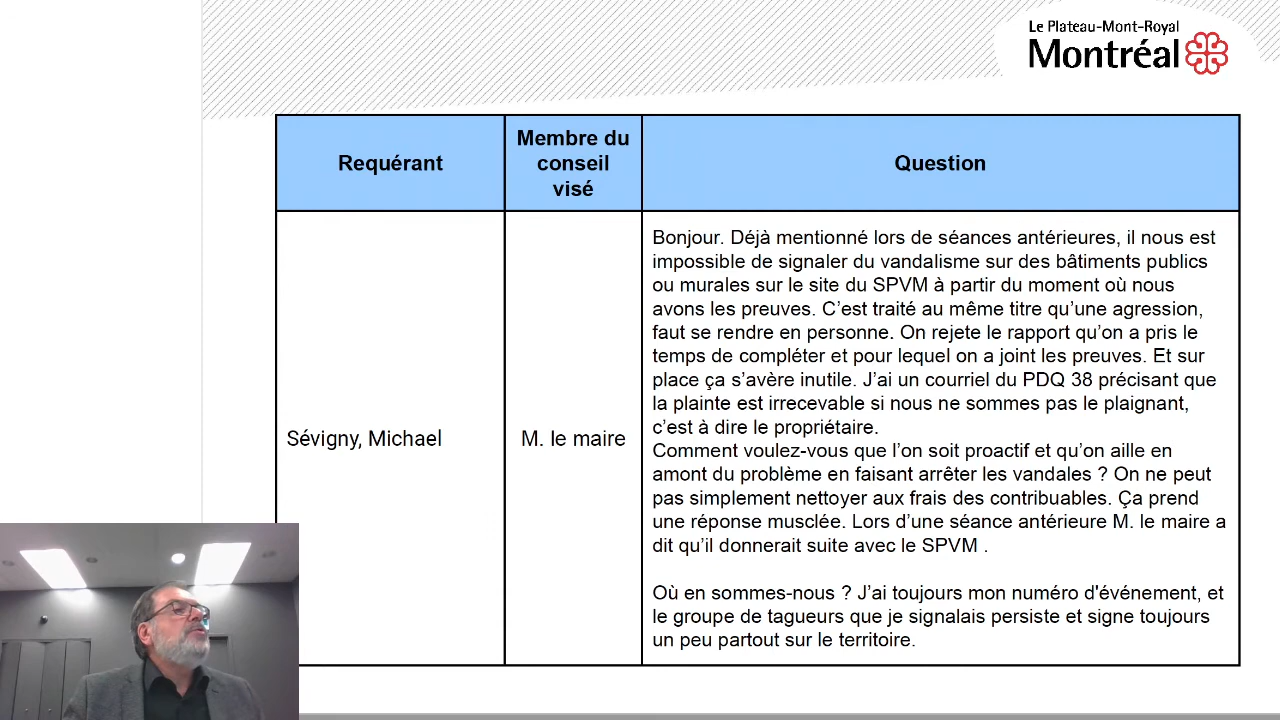 Le Plateau-Mont-Royal
Montréal
Requérant
Membre du
conseil
visé
Question
Sévigny, Michael
M. le maire
Bonjour. Déjà mentionné lors de séances antérieures, il nous est
impossible de signaler du vandalisme sur des bâtiments publics
ou murales sur le site du SPVM à partir du moment où nous
avons les preuves. C’est traité au même titre qu’une agression,
faut se rendre en personne. On rejete le rapport qu’on a pris le
temps de compléter et pour lequel on a joint les preuves. Et sur
place ça s’avère inutile. J’ai un courriel du PDQ 38 précisant que
la plainte est irrecevable si nous ne sommes pas le plaignant,
c’est à dire le propriétaire.
Comment voulez-vous que l’on soit proactif et qu’on aille en
amont du problème en faisant arrêter les vandales ? On ne peut
pas simplement nettoyer aux frais des contribuables. Ça prend
une réponse musclée. Lors d’une séance antérieure M. le maire a
dit qu’il donnerait suite avec le SPVM .
Où en sommes-nous ? J’ai toujours mon numéro d'événement, et
le groupe de tagueurs que je signalais persiste et signe toujours
un peu partout sur le territoire.